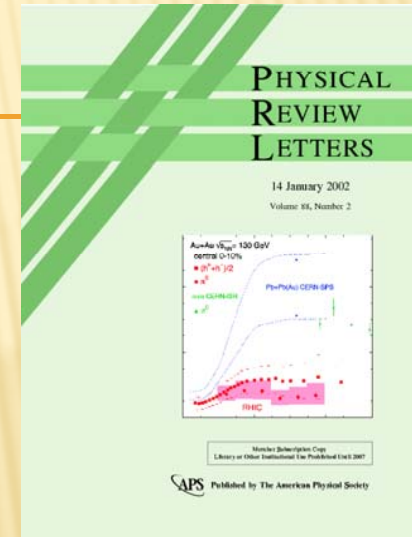 PHYSICAL
REVIEW
LETTERS
14 January 2002
Volume 88, Number 2
Au+Au √sNN= 130 GeV
central 0-10%
(h⁺+h⁻)/2
π⁰
CERN-ISR
Pb+Pb(Au) CERN-SPS
RHIC
Member Subscription Copy
Library or Other Institutional Use Prohibited Until 2007
APS Published by The American Physical Society